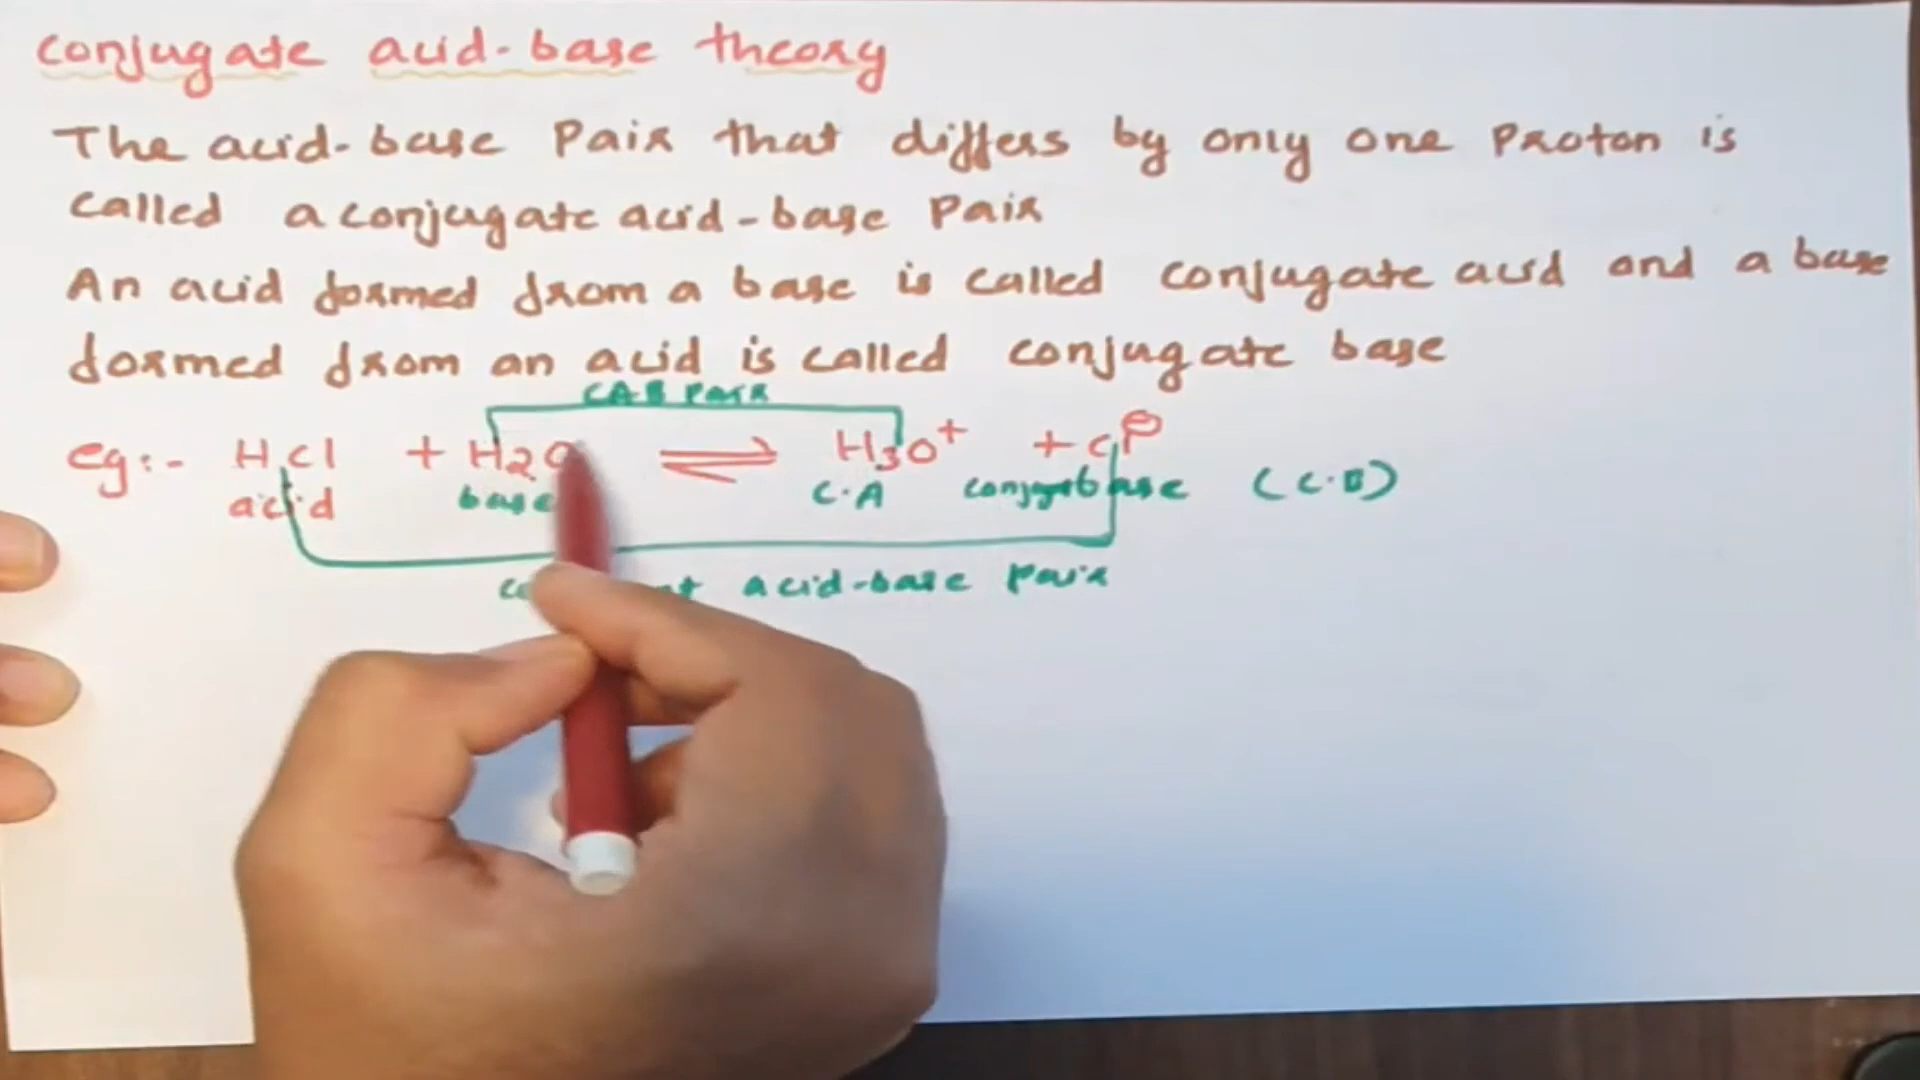 conjugate acid-base theory
The acid-base Pair that differs by only one Proton is
called a conjugate acid-base Pair
An acid formed from a base is called conjugate acid and a base
formed from an acid is called conjugate base
CAB Pair
eg:- HCl + H2O ⇌ H3O+ + Cl⊖
acid base C.A base (C.B)
acid-base Pair